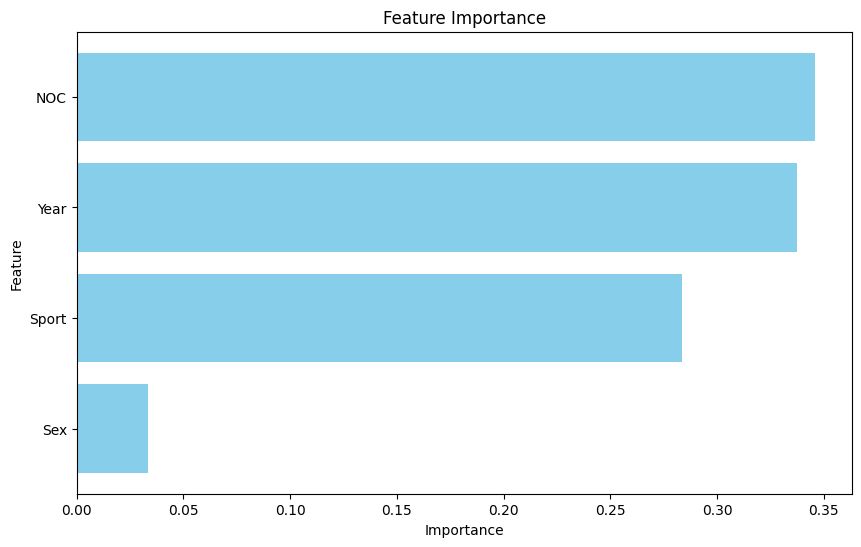 Feature Importance
NOC
Year
Sport
Sex
Feature
0.00 0.05 0.10 0.15 0.20 0.25 0.30 0.35
Importance